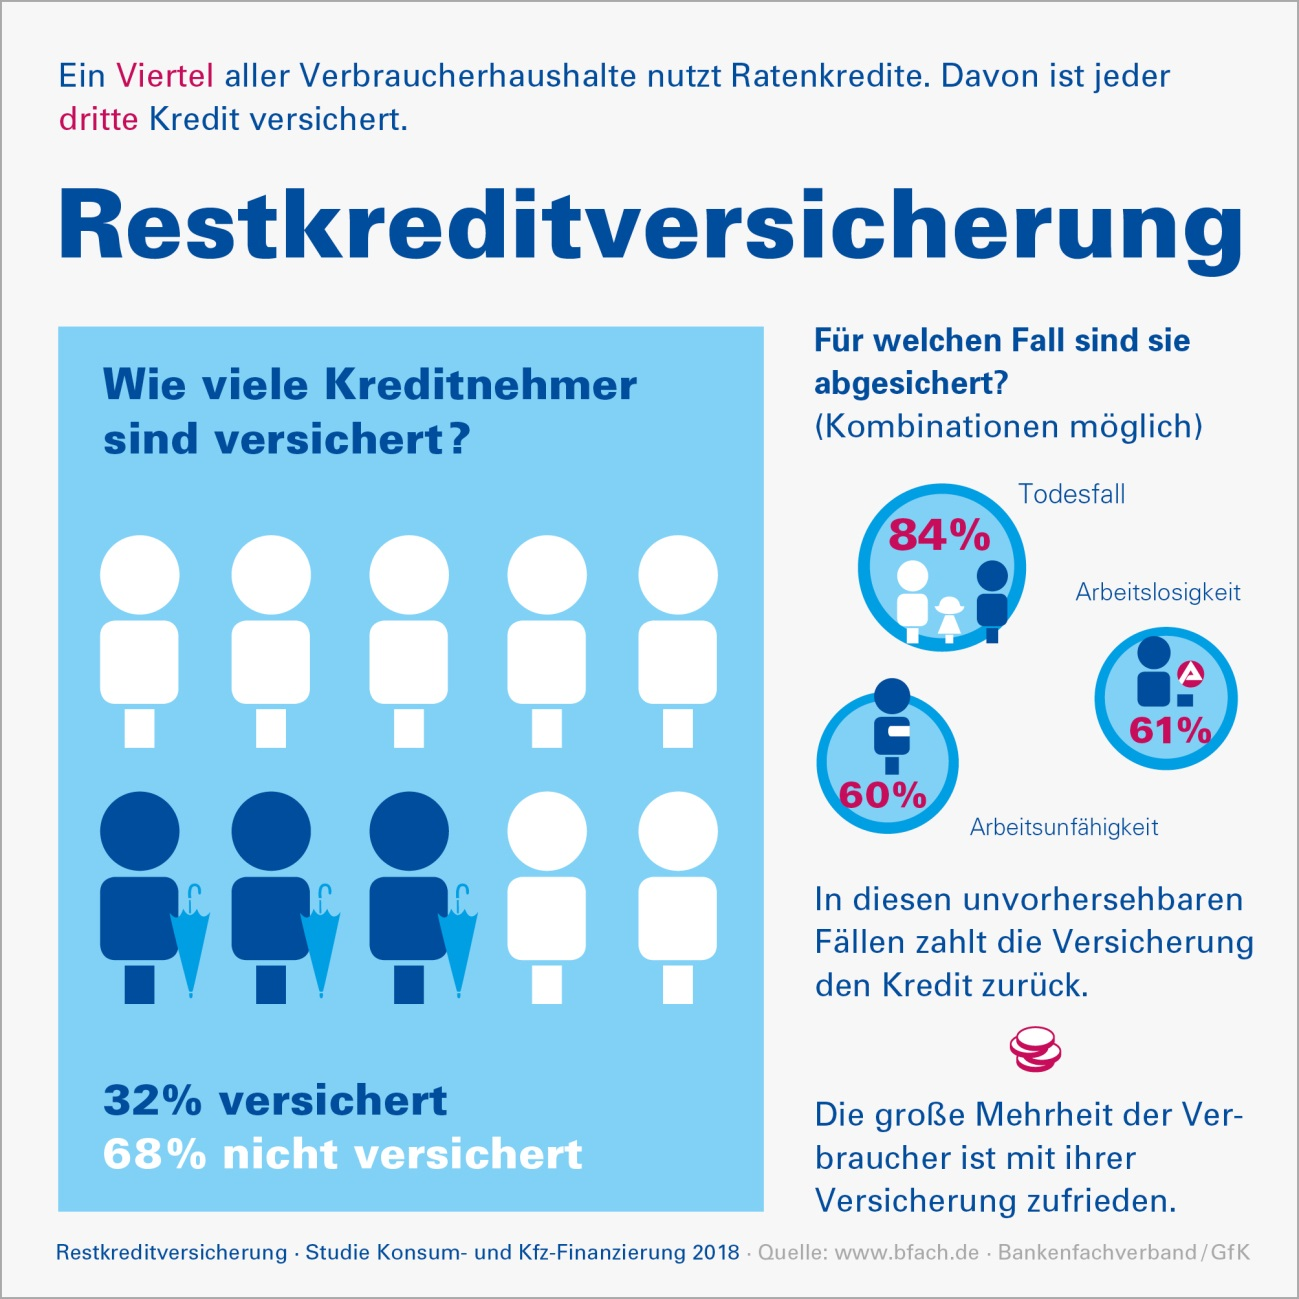 Ein Viertel aller Verbraucherhaushalte nutzt Ratenkredite. Davon ist jeder
dritte Kredit versichert.
Restkreditversicherung
Wie viele Kreditnehmer
sind versichert?
32% versichert
68% nicht versichert
Für welchen Fall sind sie
abgesichert?
(Kombinationen möglich)
Todesfall
84%
Arbeitslosigkeit
61%
60%
Arbeitsunfähigkeit
In diesen unvorhersehbaren
Fällen zahlt die Versicherung
den Kredit zurück.
Die große Mehrheit der Ver-
braucher ist mit ihrer
Versicherung zufrieden.
Restkreditversicherung · Studie Konsum- und Kfz-Finanzierung 2018 · Quelle: www.bfach.de · Bankenfachverband/GfK